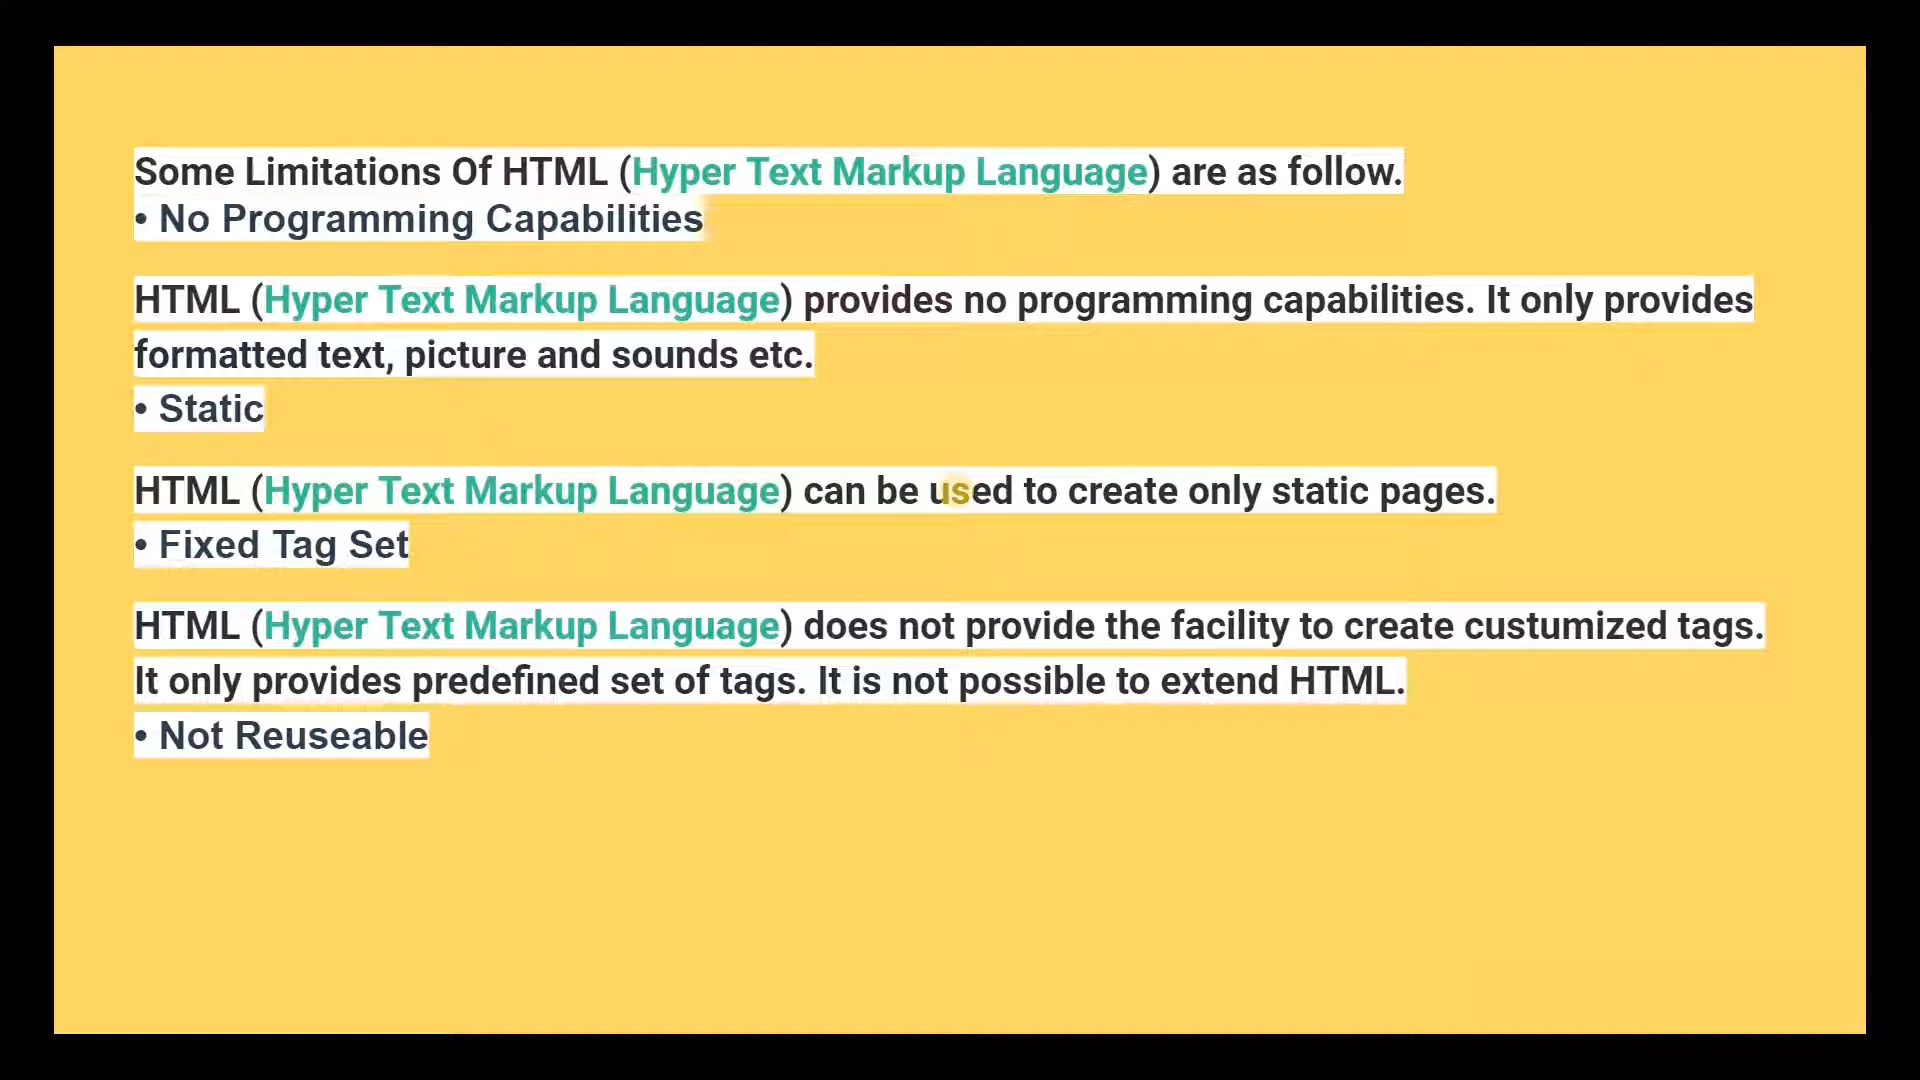 Some Limitations Of HTML (Hyper Text Markup Language) are as follow.
• No Programming Capabilities
HTML (Hyper Text Markup Language) provides no programming capabilities. It only provides
formatted text, picture and sounds etc.
• Static
HTML (Hyper Text Markup Language) can be used to create only static pages.
• Fixed Tag Set
HTML (Hyper Text Markup Language) does not provide the facility to create custumized tags.
It only provides predefined set of tags. It is not possible to extend HTML.
• Not Reuseable